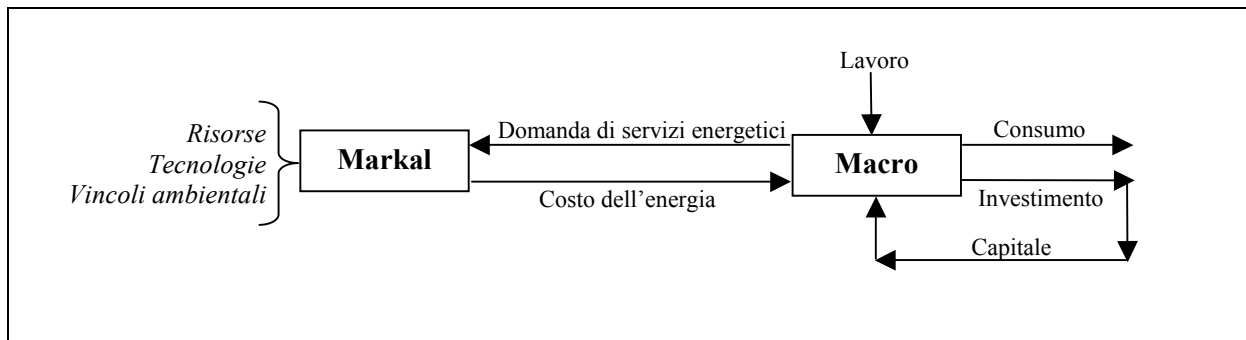 Lavoro
Risorse
Tecnologie
Vincoli ambientali
Markal
Domanda di servizi energetici
Costo dell’energia
Macro
Consumo
Investimento
Capitale